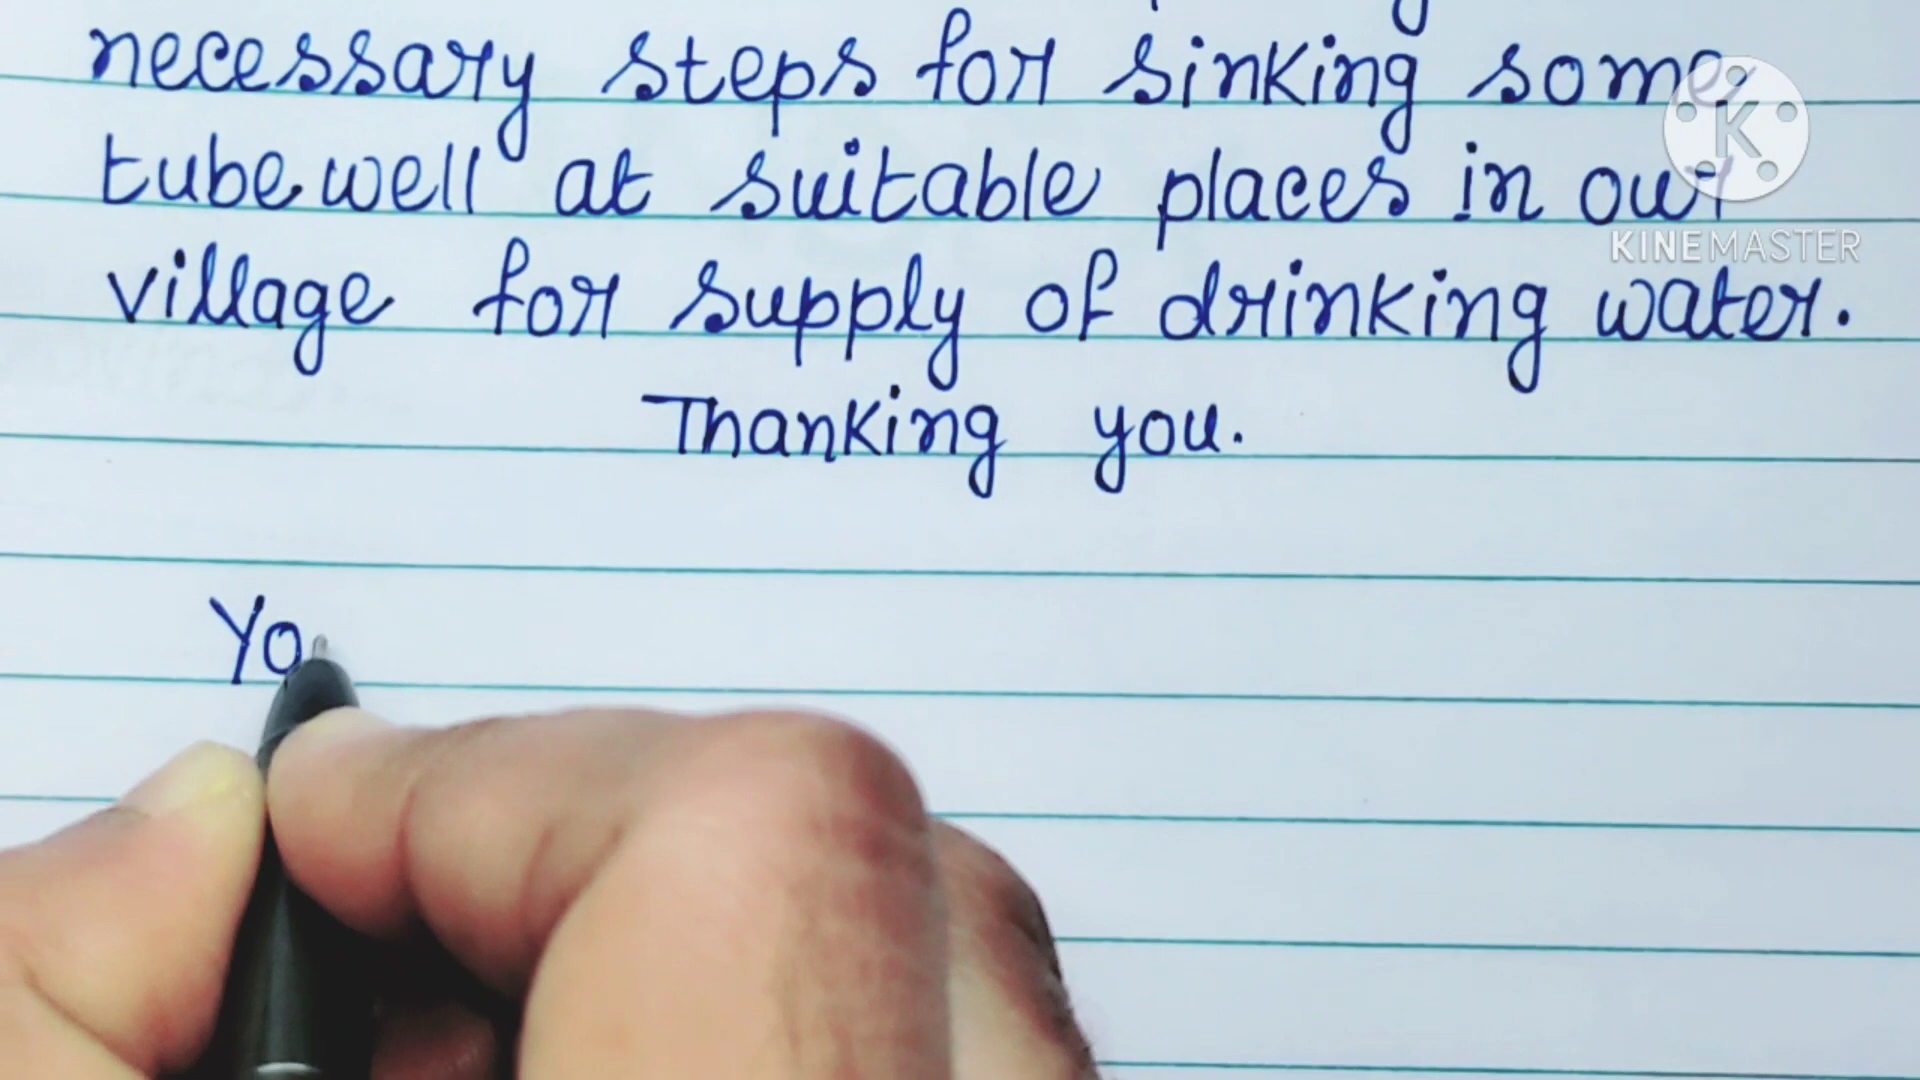 necessary steps for sinking some
tubewell at suitable places in our
village for supply of drinking water.
Thanking you.
Yo
K
KINEMASTER